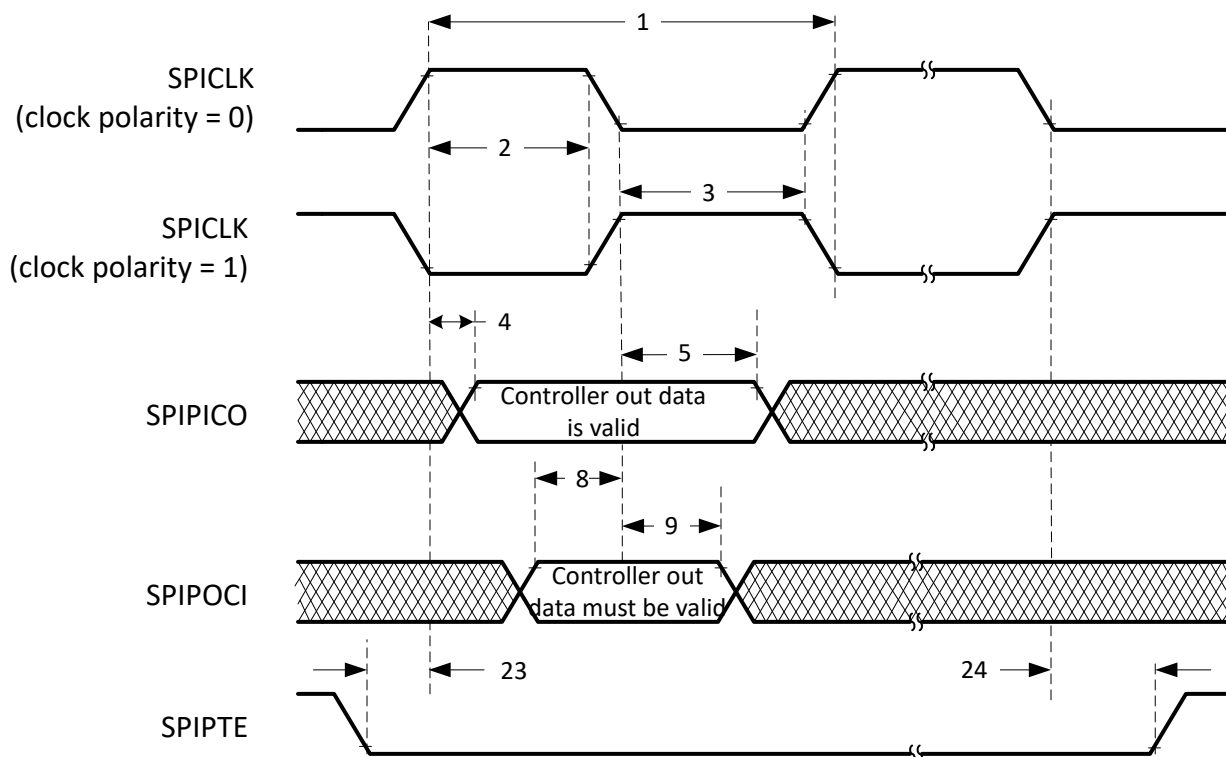 1
SPICLK
(clock polarity = 0)
2
3
SPICLK
(clock polarity = 1)
4
5
SPIPICO
Controller out data
is valid
8
9
SPIPOCI
Controller out
data must be valid
23
24
SPIPTE